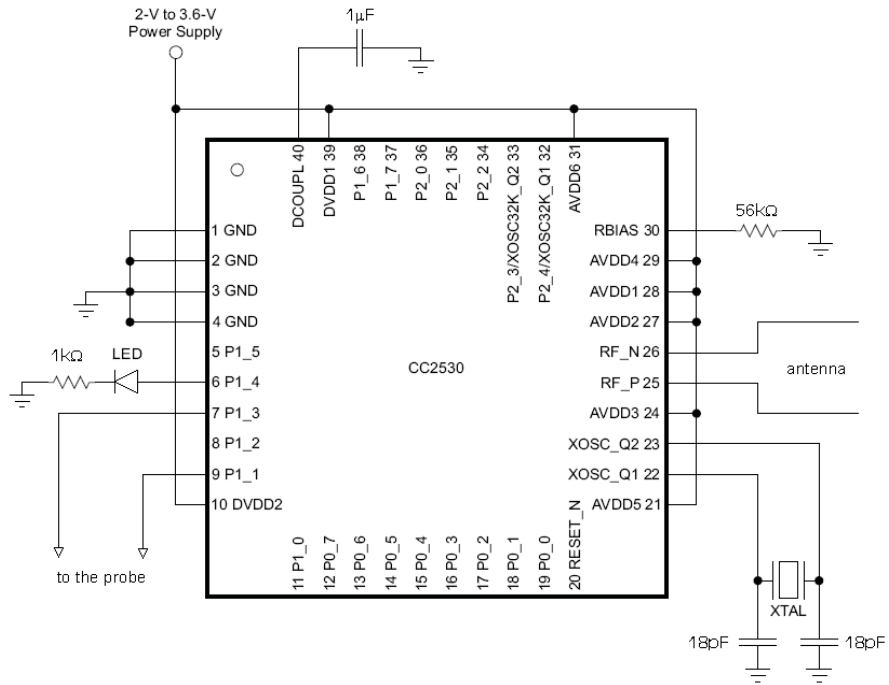 2-V to 3.6-V
Power Supply
1µF
DCOUPL 40
DVDD1 39
P1_6 38
P1_7 37
P2_0 36
P2_1 35
P2_2 34
P2_3/XOSC32K_Q2 33
P2_4/XOSC32K_Q1 32
AVDD6 31
1 GND
2 GND
3 GND
4 GND
5 P1_5
6 P1_4
7 P1_3
8 P1_2
9 P1_1
10 DVDD2
1kΩ
LED
to the probe
CC2530
RBIAS 30
AVDD4 29
AVDD1 28
AVDD2 27
RF_N 26
RF_P 25
AVDD3 24
XOSC_Q2 23
XOSC_Q1 22
AVDD5 21
56kΩ
antenna
11 P1_0
12 P0_7
13 P0_6
14 P0_5
15 P0_4
16 P0_3
17 P0_2
18 P0_1
19 P0_0
20 RESET_N
XTAL
18pF
18pF